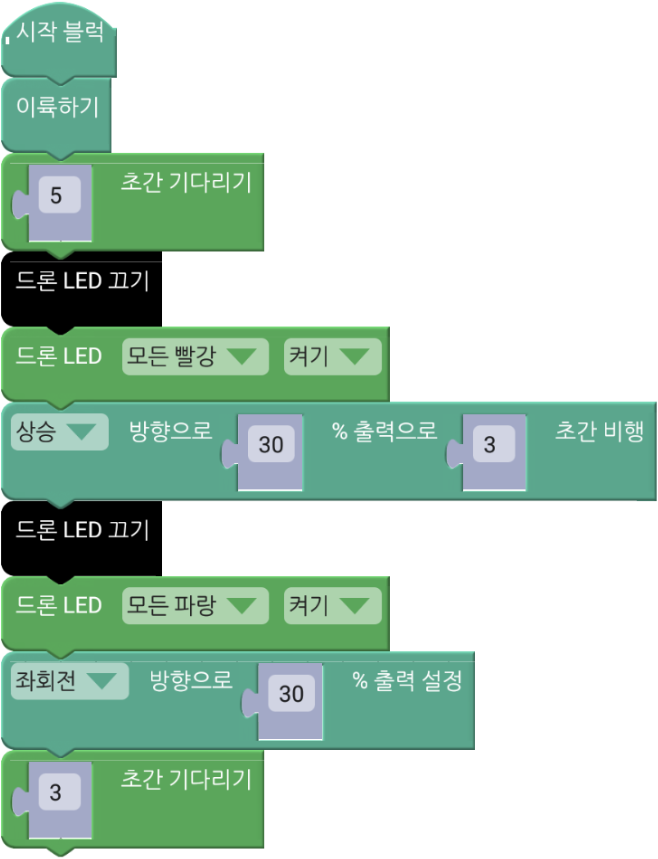 시작 블럭
이륙하기
5 초간 기다리기
드론 LED 끄기
드론 LED 모든 빨강 켜기
상승 방향으로 30 % 출력으로 3 초간 비행
드론 LED 끄기
드론 LED 모든 파랑 켜기
좌회전 방향으로 30 % 출력 설정
3 초간 기다리기